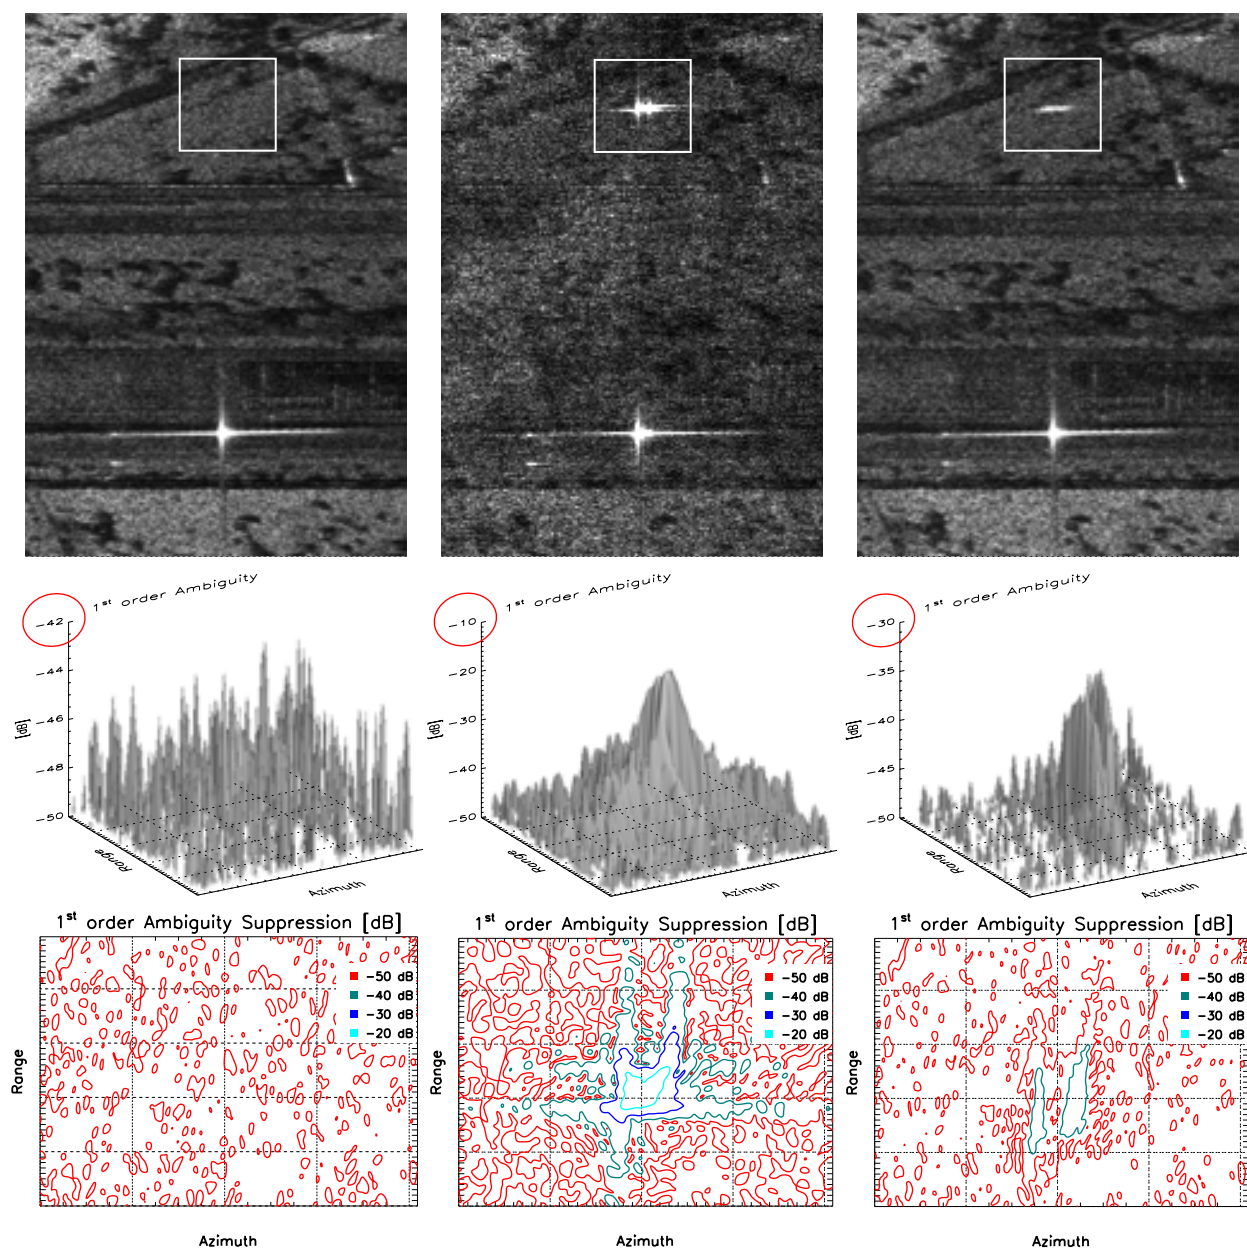 1st order Ambiguity
-42
-44
-46
-48
-50
[dB]
Range
Azimuth
1st order Ambiguity
-10
-20
-30
-40
-50
[dB]
Range
Azimuth
1st order Ambiguity
-30
-35
-40
-45
-50
[dB]
Range
Azimuth
1st order Ambiguity Suppression [dB]
-50 dB
-40 dB
-30 dB
-20 dB
Range
Azimuth
1st order Ambiguity Suppression [dB]
-50 dB
-40 dB
-30 dB
-20 dB
Range
Azimuth
1st order Ambiguity Suppression [dB]
-50 dB
-40 dB
-30 dB
-20 dB
Range
Azimuth